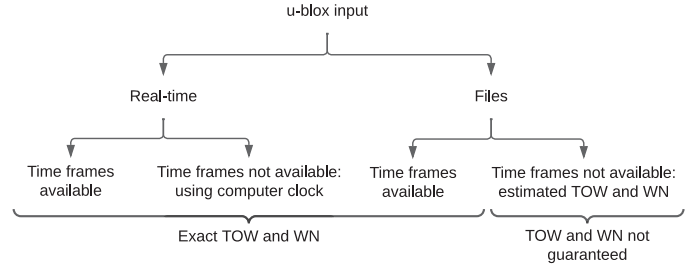 u-blox input
Real-time
Files
Time frames
available
Time frames not available:
using computer clock
Time frames
available
Time frames not available:
estimated TOW and WN
Exact TOW and WN
TOW and WN not
guaranteed